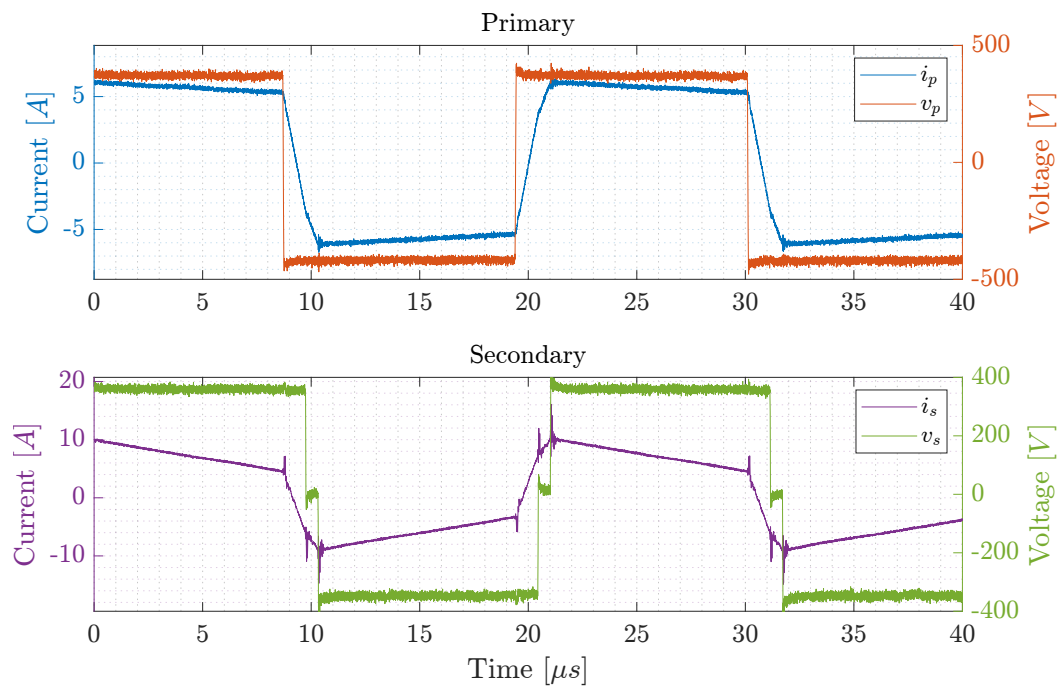 Primary
5
0
-5
Current [A]
500
0
-500
Voltage [V]
i_p
v_p
0 5 10 15 20 25 30 35 40
Secondary
20
10
0
-10
Current [A]
400
200
0
-200
-400
Voltage [V]
i_s
v_s
0 5 10 15 20 25 30 35 40
Time [μs]